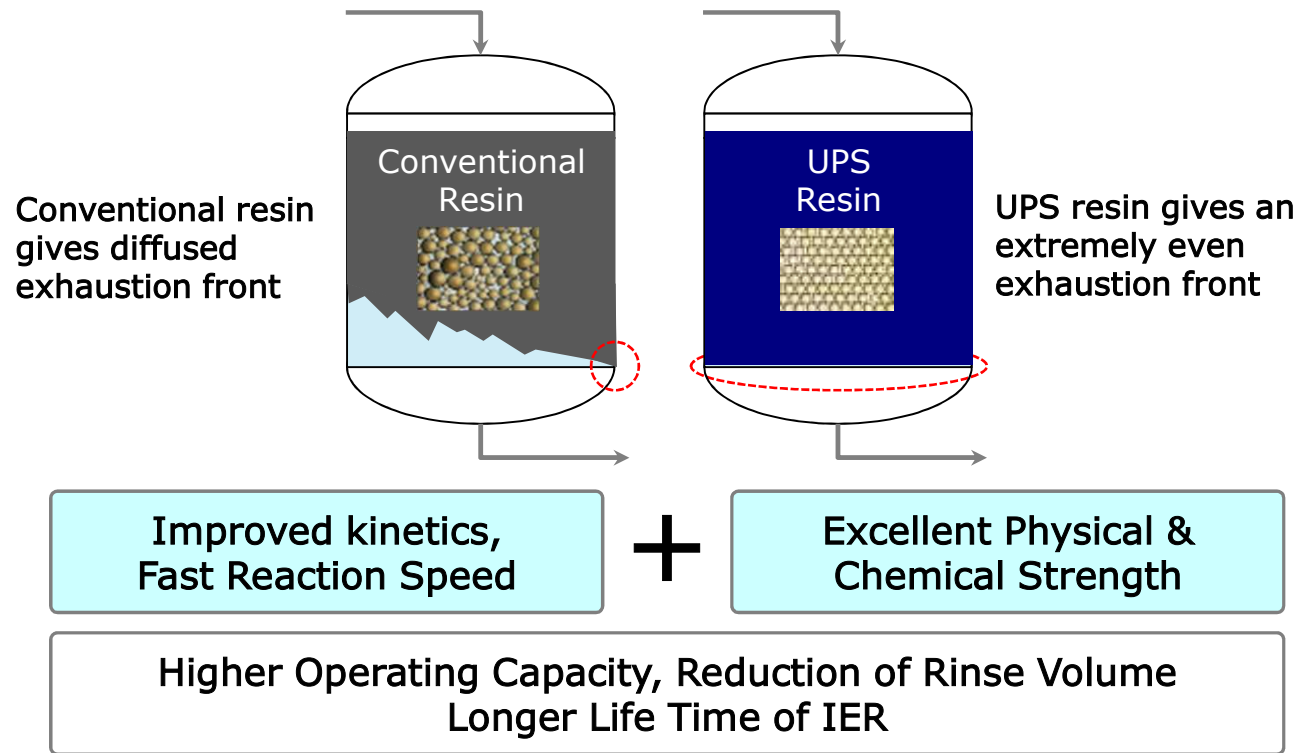 Conventional
Resin
UPS
Resin
Conventional resin
gives diffused
exhaustion front
UPS resin gives an
extremely even
exhaustion front
Improved kinetics,
Fast Reaction Speed
+
Excellent Physical &
Chemical Strength
Higher Operating Capacity, Reduction of Rinse Volume
Longer Life Time of IER